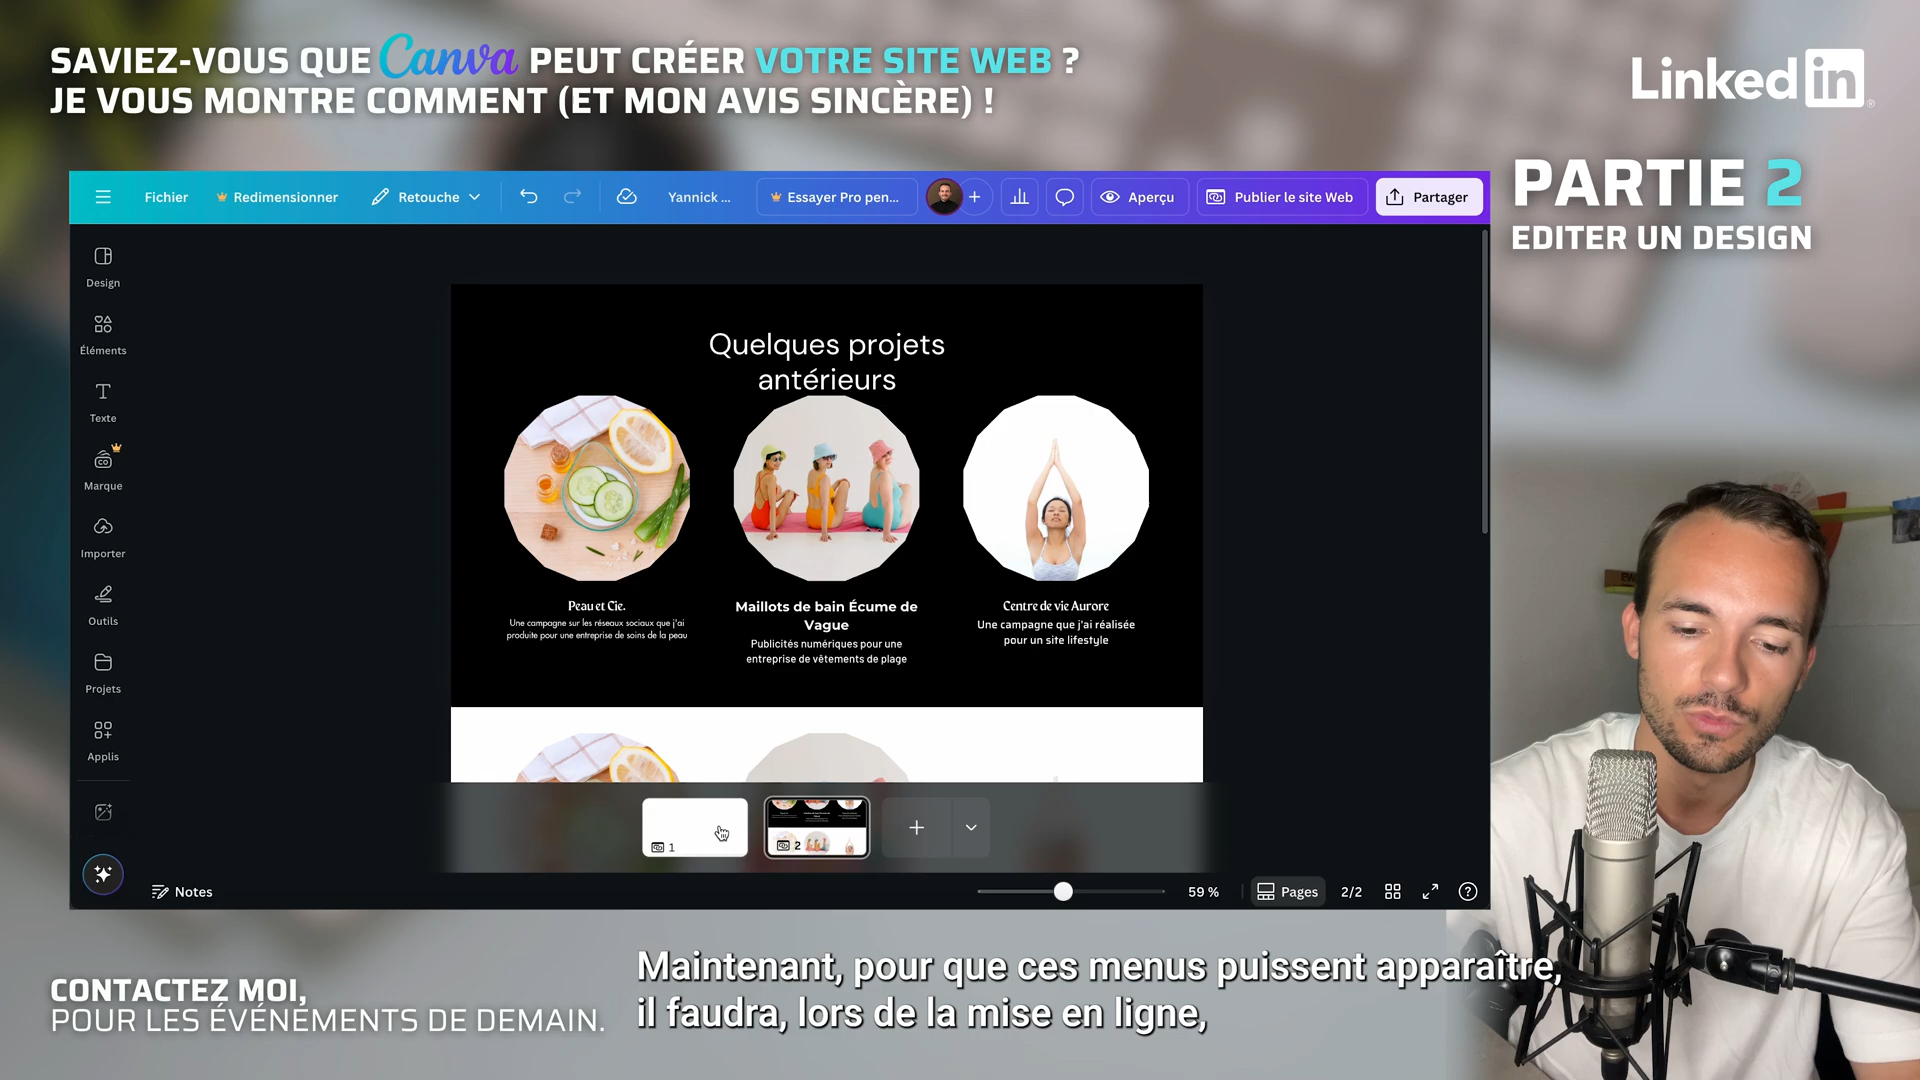 SAVIEZ-VOUS QUE Canva PEUT CRÉER VOTRE SITE WEB ?
JE VOUS MONTRE COMMENT (ET MON AVIS SINCÈRE) !
Linked in
PARTIE 2
EDITER UN DESIGN
Fichier
Redimensionner
Retouche
Yannick ...
Essayer Pro pen...
Aperçu
Publier le site Web
Partager
Design
Éléments
Texte
Marque
Importer
Outils
Projets
Applis
Quelques projets
antérieurs
Peau et Cie.
Une campagne sur les réseaux sociaux que j'ai
produite pour une entreprise de soins de la peau
Maillots de bain Écume de
Vague
Publicités numériques pour une
entreprise de vêtements de plage
Centre de vie Aurore
Une campagne que j'ai réalisée
pour un site lifestyle
1
2
Notes
59 %
Pages
2/2
CONTACTEZ MOI,
POUR LES ÉVÉNEMENTS DE DEMAIN.
Maintenant, pour que ces menus puissent apparaître,
il faudra, lors de la mise en ligne,